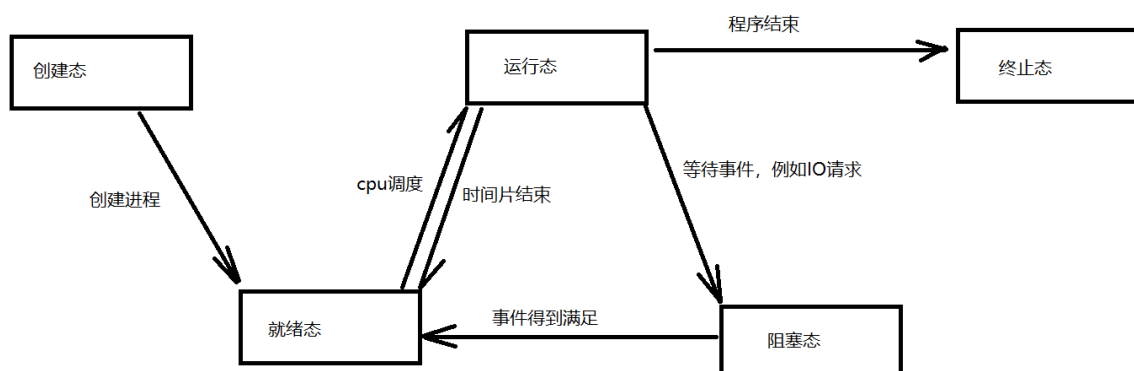 程序结束
创建态
运行态
终止态
等待事件，例如IO请求
cpu调度
时间片结束
创建进程
事件得到满足
就绪态
阻塞态